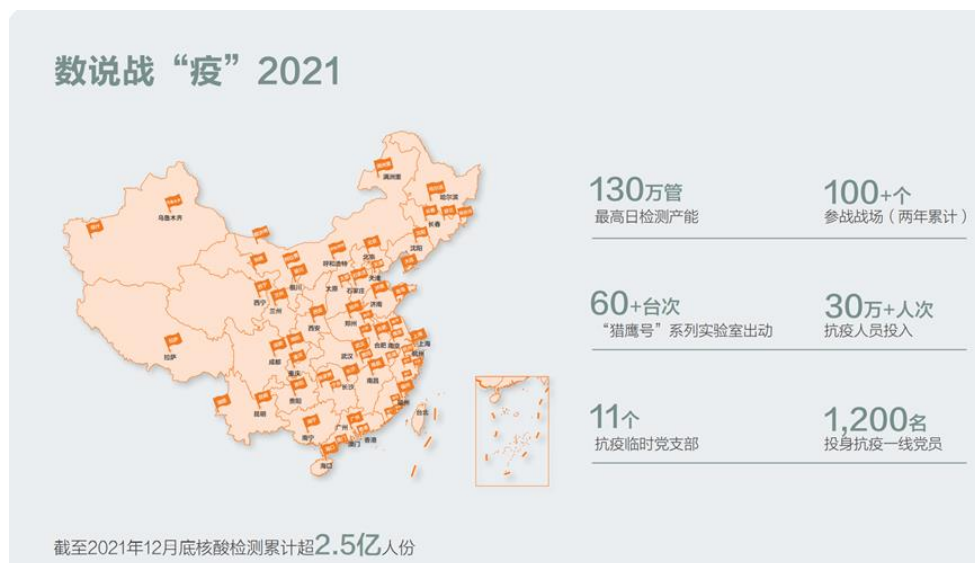 数说战“疫”2021
130万管
最高日检测产能
100+个
参战战场（两年累计）
60+台次
“猎鹰号”系列实验室出动
30万+人次
抗疫人员投入
11个
抗疫临时党支部
1,200名
投身抗疫一线党员
满洲里
哈尔滨
乌鲁木齐
长春
沈阳
呼和浩特
北京
天津
银川
太原
石家庄
西宁
兰州
济南
西安
郑州
拉萨
成都
合肥
南京
上海
武汉
杭州
重庆
长沙
南昌
贵阳
昆明
福州
台北
广州
南宁
香港
澳门
海口
截至2021年12月底核酸检测累计超2.5亿人份